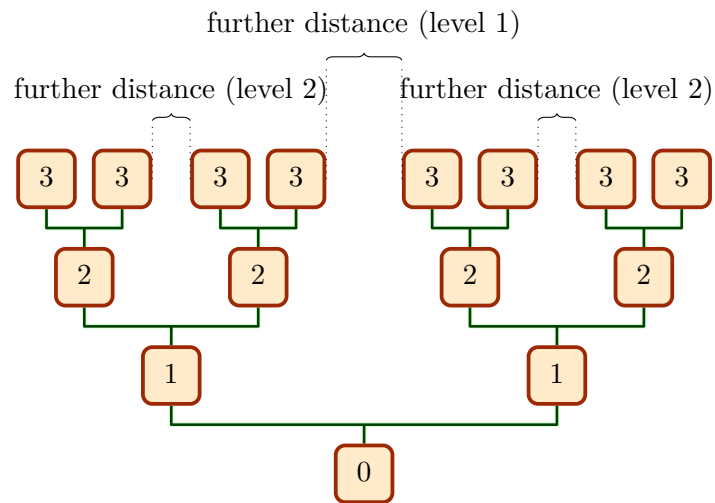 further distance (level 1)
further distance (level 2) further distance (level 2)
3 3 3 3 3 3 3 3
2 2 2 2
1 1
0